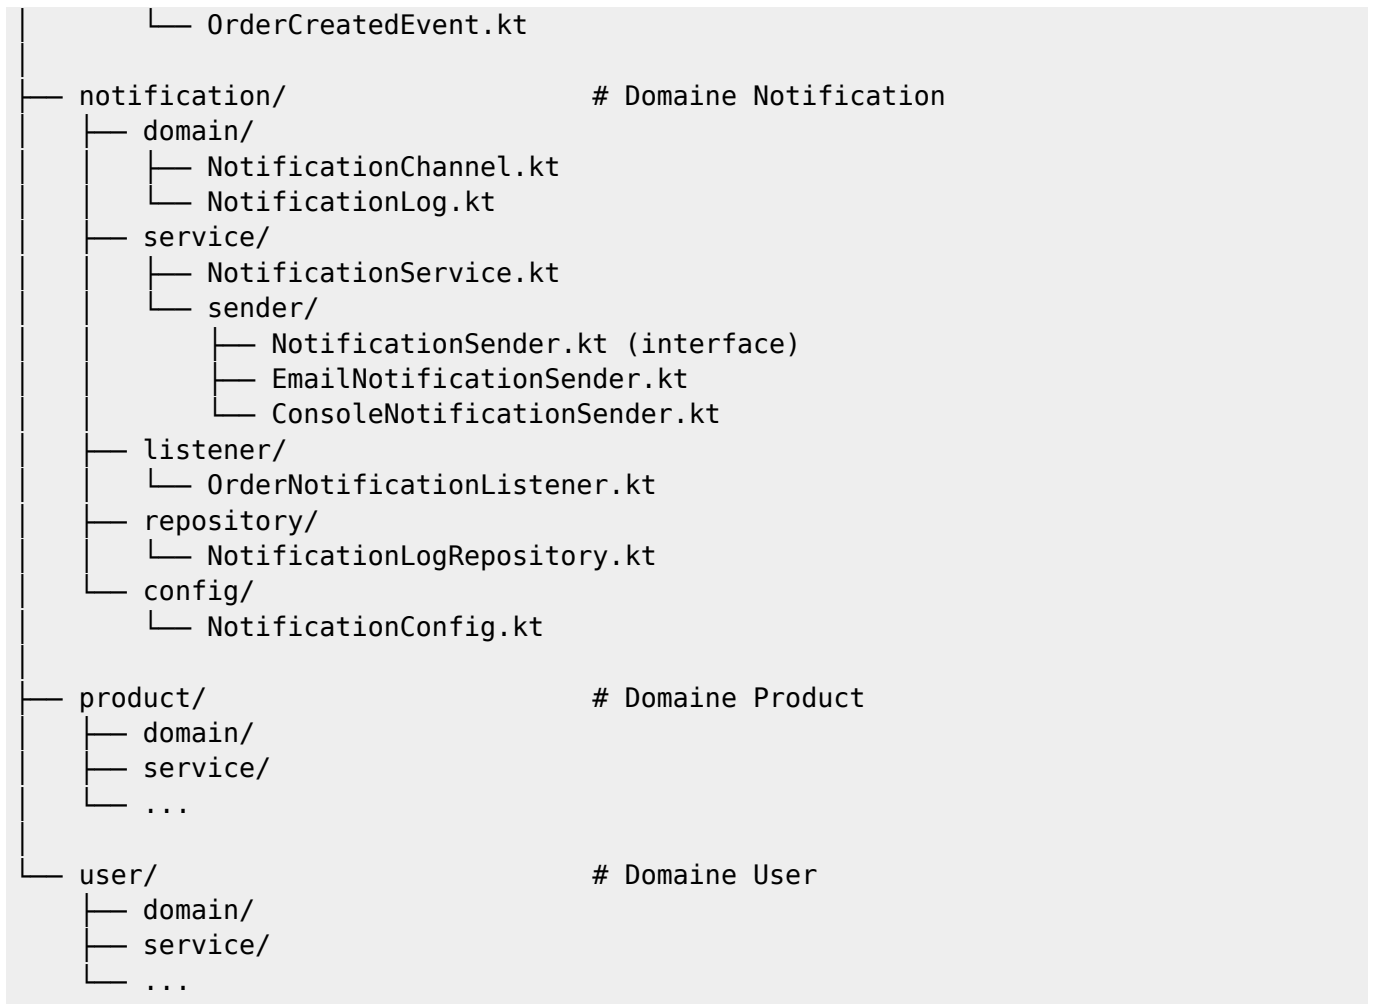 │       └── OrderCreatedEvent.kt
│
├── notification/                   # Domaine Notification
│   ├── domain/
│   │   ├── NotificationChannel.kt
│   │   └── NotificationLog.kt
│   ├── service/
│   │   ├── NotificationService.kt
│   │   └── sender/
│   │       ├── NotificationSender.kt (interface)
│   │       ├── EmailNotificationSender.kt
│   │       └── ConsoleNotificationSender.kt
│   ├── listener/
│   │   └── OrderNotificationListener.kt
│   ├── repository/
│   │   └── NotificationLogRepository.kt
│   └── config/
│       └── NotificationConfig.kt
│
├── product/                        # Domaine Product
│   ├── domain/
│   ├── service/
│   └── ...
│
└── user/                           # Domaine User
    ├── domain/
    ├── service/
    └── ...